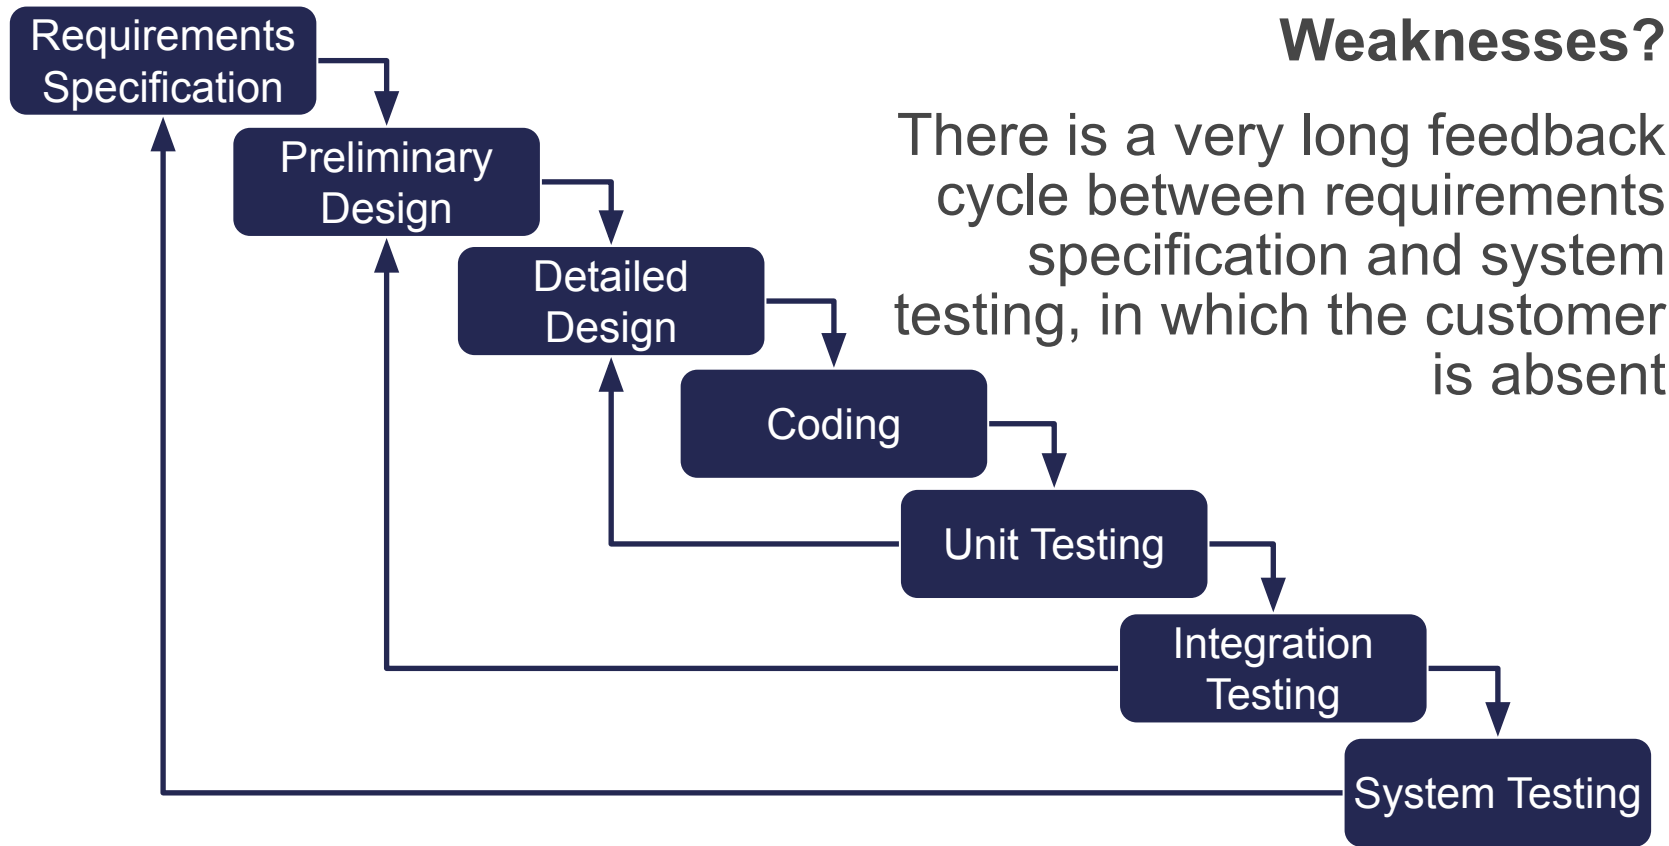 Requirements
Specification
Weaknesses?
Preliminary
Design
There is a very long feedback
cycle between requirements
specification and system
testing, in which the customer
is absent
Detailed
Design
Coding
Unit Testing
Integration
Testing
System Testing